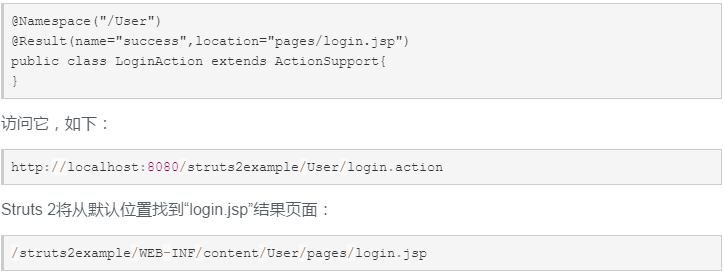 @Namespace("/User")
@Result(name="success",location="pages/login.jsp")
public class LoginAction extends ActionSupport{
}
访问它，如下：
http://localhost:8080/struts2example/User/login.action
Struts 2将从默认位置找到“login.jsp”结果页面：
/struts2example/WEB-INF/content/User/pages/login.jsp